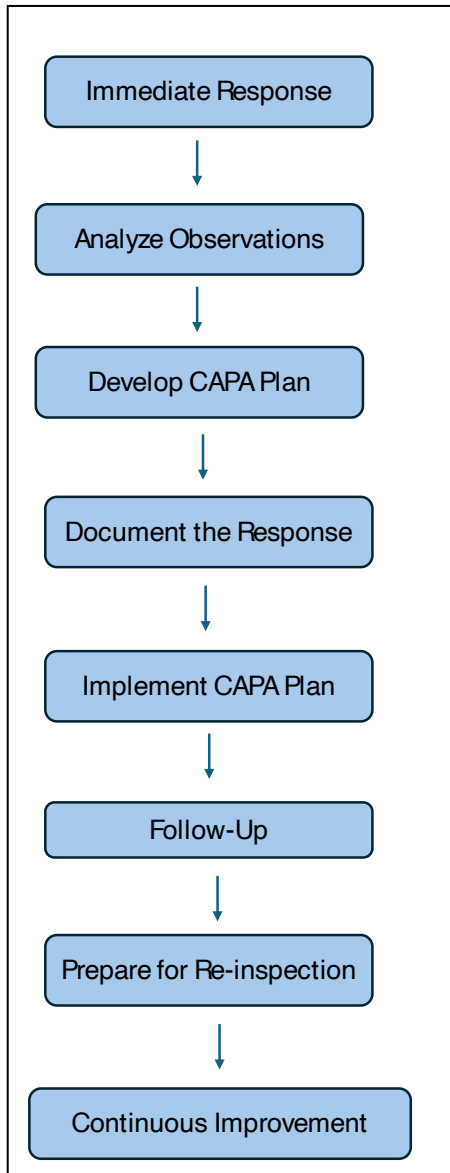 Immediate Response
Analyze Observations
Develop CAPA Plan
Document the Response
Implement CAPA Plan
Follow-Up
Prepare for Re-inspection
Continuous Improvement